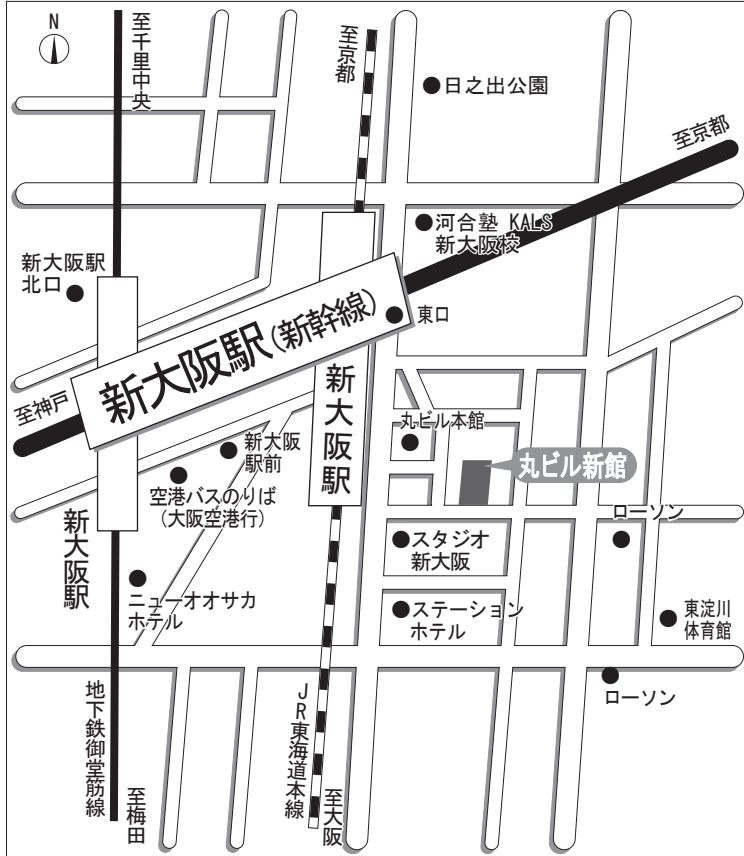 N
至千里中央
至京都
日之出公園
至京都
河合塾 KALS
新大阪校
新大阪駅
北口
東口
新大阪駅(新幹線)
至神戸
新大阪駅
丸ビル本館
新大阪
駅前
丸ビル新館
空港バスのりば
(大阪空港行)
新大阪駅
ローソン
スタジオ
新大阪
ニューオオサカ
ホテル
ステーション
ホテル
東淀川
体育館
ローソン
地下鉄御堂筋線
至梅田
JR東海道本線
至大阪